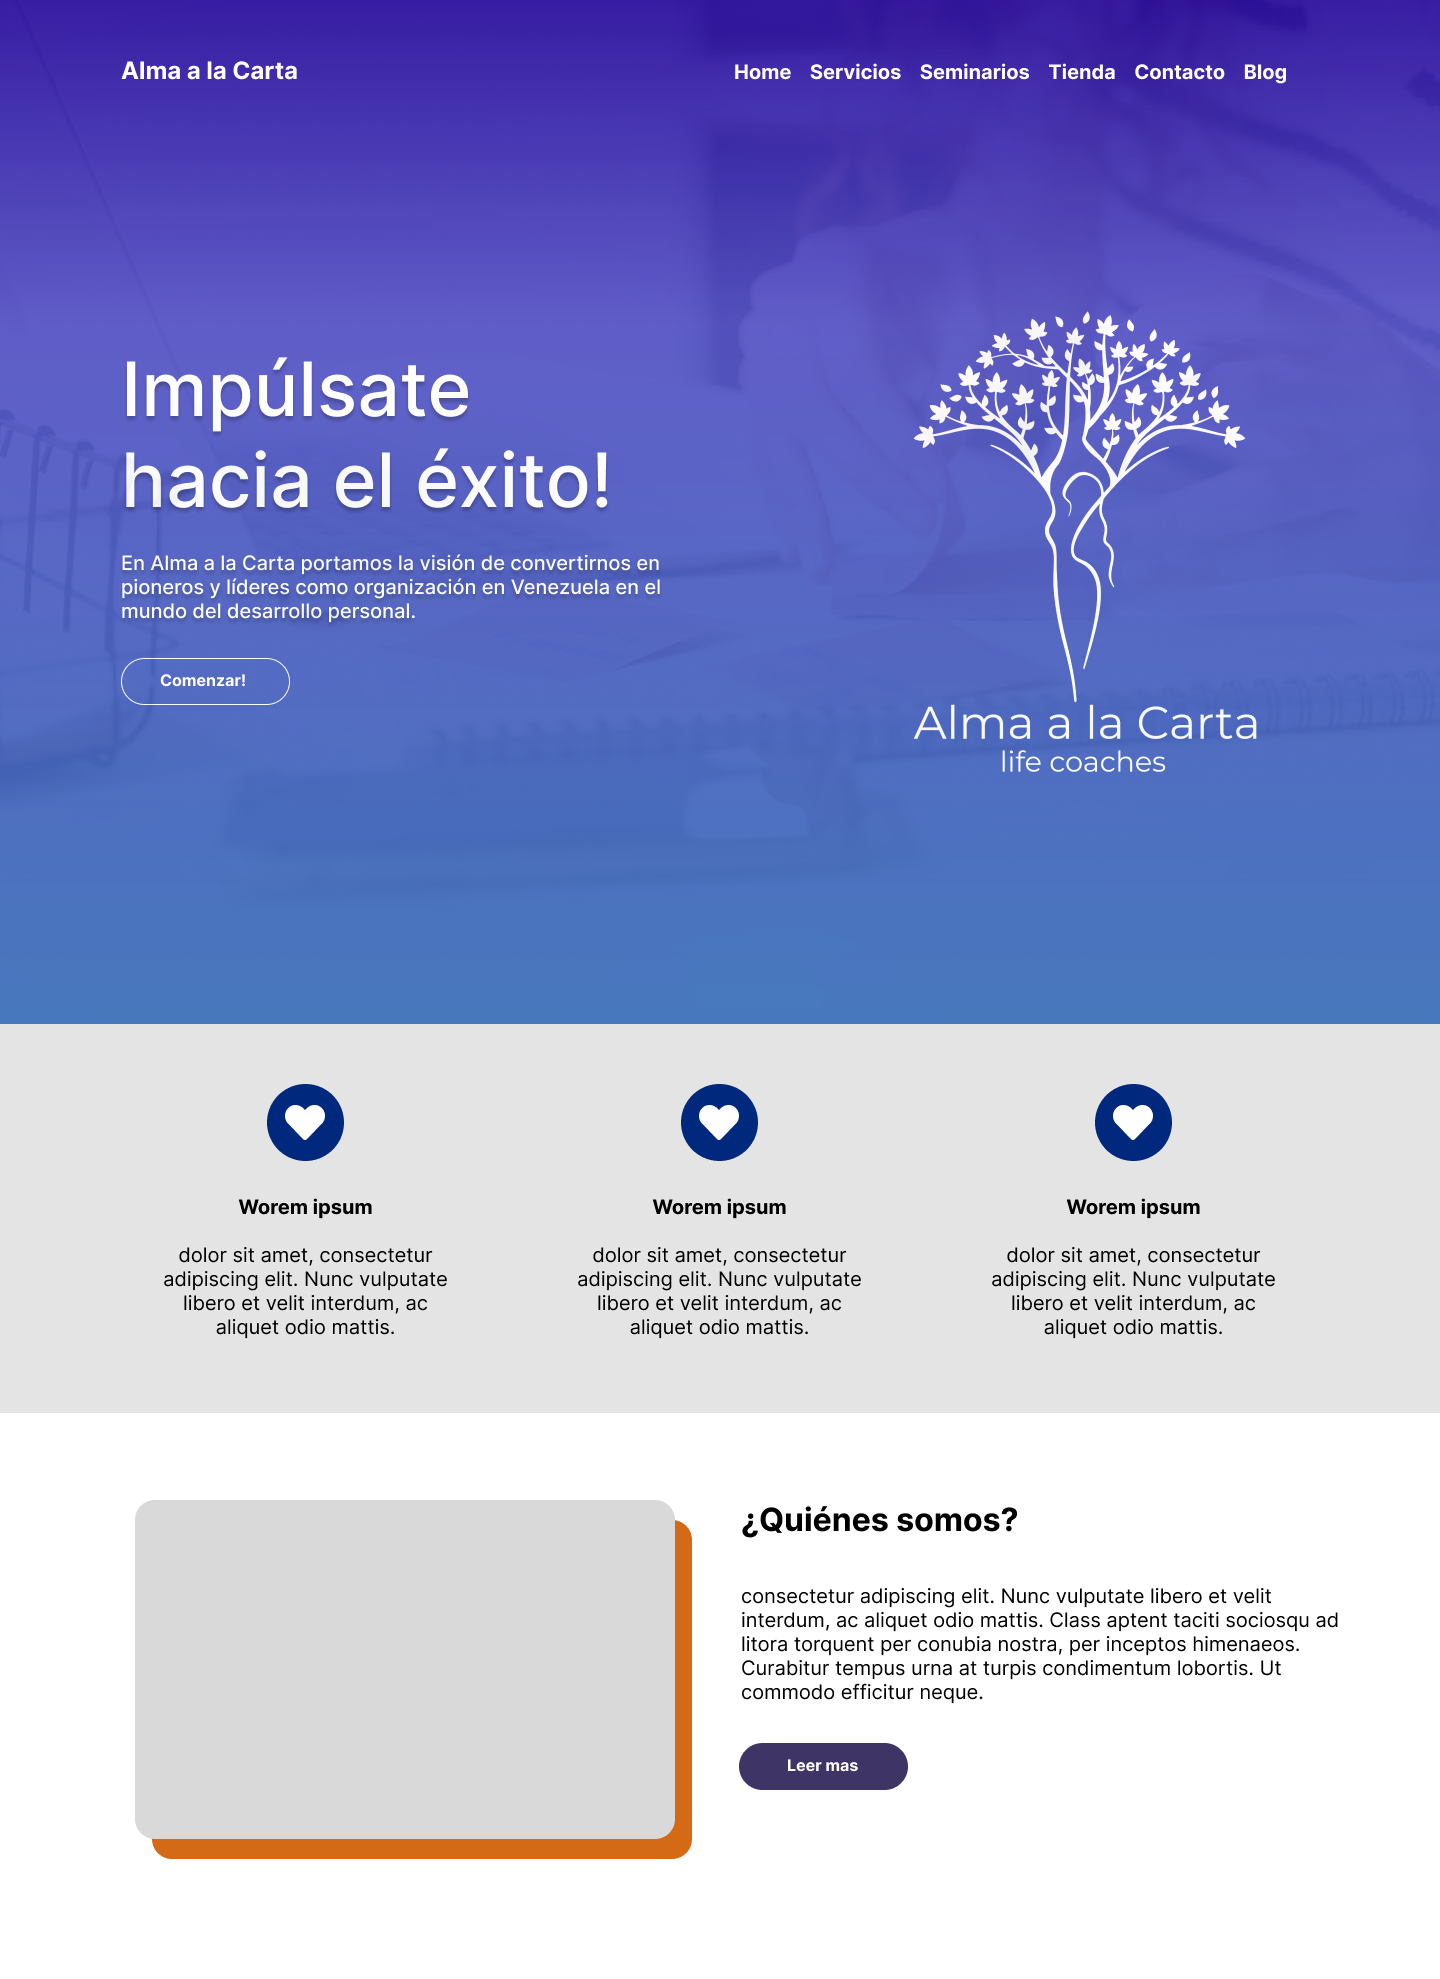 Alma a la Carta
Home Servicios Seminarios Tienda Contacto Blog
Impúlsate
hacia el éxito!
En Alma a la Carta portamos la visión de convertirnos en
pioneros y líderes como organización en Venezuela en el
mundo del desarrollo personal.
Comenzar!
Alma a la Carta
life coaches
Worem ipsum
dolor sit amet, consectetur
adipiscing elit. Nunc vulputate
libero et velit interdum, ac
aliquet odio mattis.
Worem ipsum
dolor sit amet, consectetur
adipiscing elit. Nunc vulputate
libero et velit interdum, ac
aliquet odio mattis.
Worem ipsum
dolor sit amet, consectetur
adipiscing elit. Nunc vulputate
libero et velit interdum, ac
aliquet odio mattis.
¿Quiénes somos?
consectetur adipiscing elit. Nunc vulputate libero et velit
interdum, ac aliquet odio mattis. Class aptent taciti sociosqu ad
litora torquent per conubia nostra, per inceptos himenaeos.
Curabitur tempus urna at turpis condimentum lobortis. Ut
commodo efficitur neque.
Leer mas